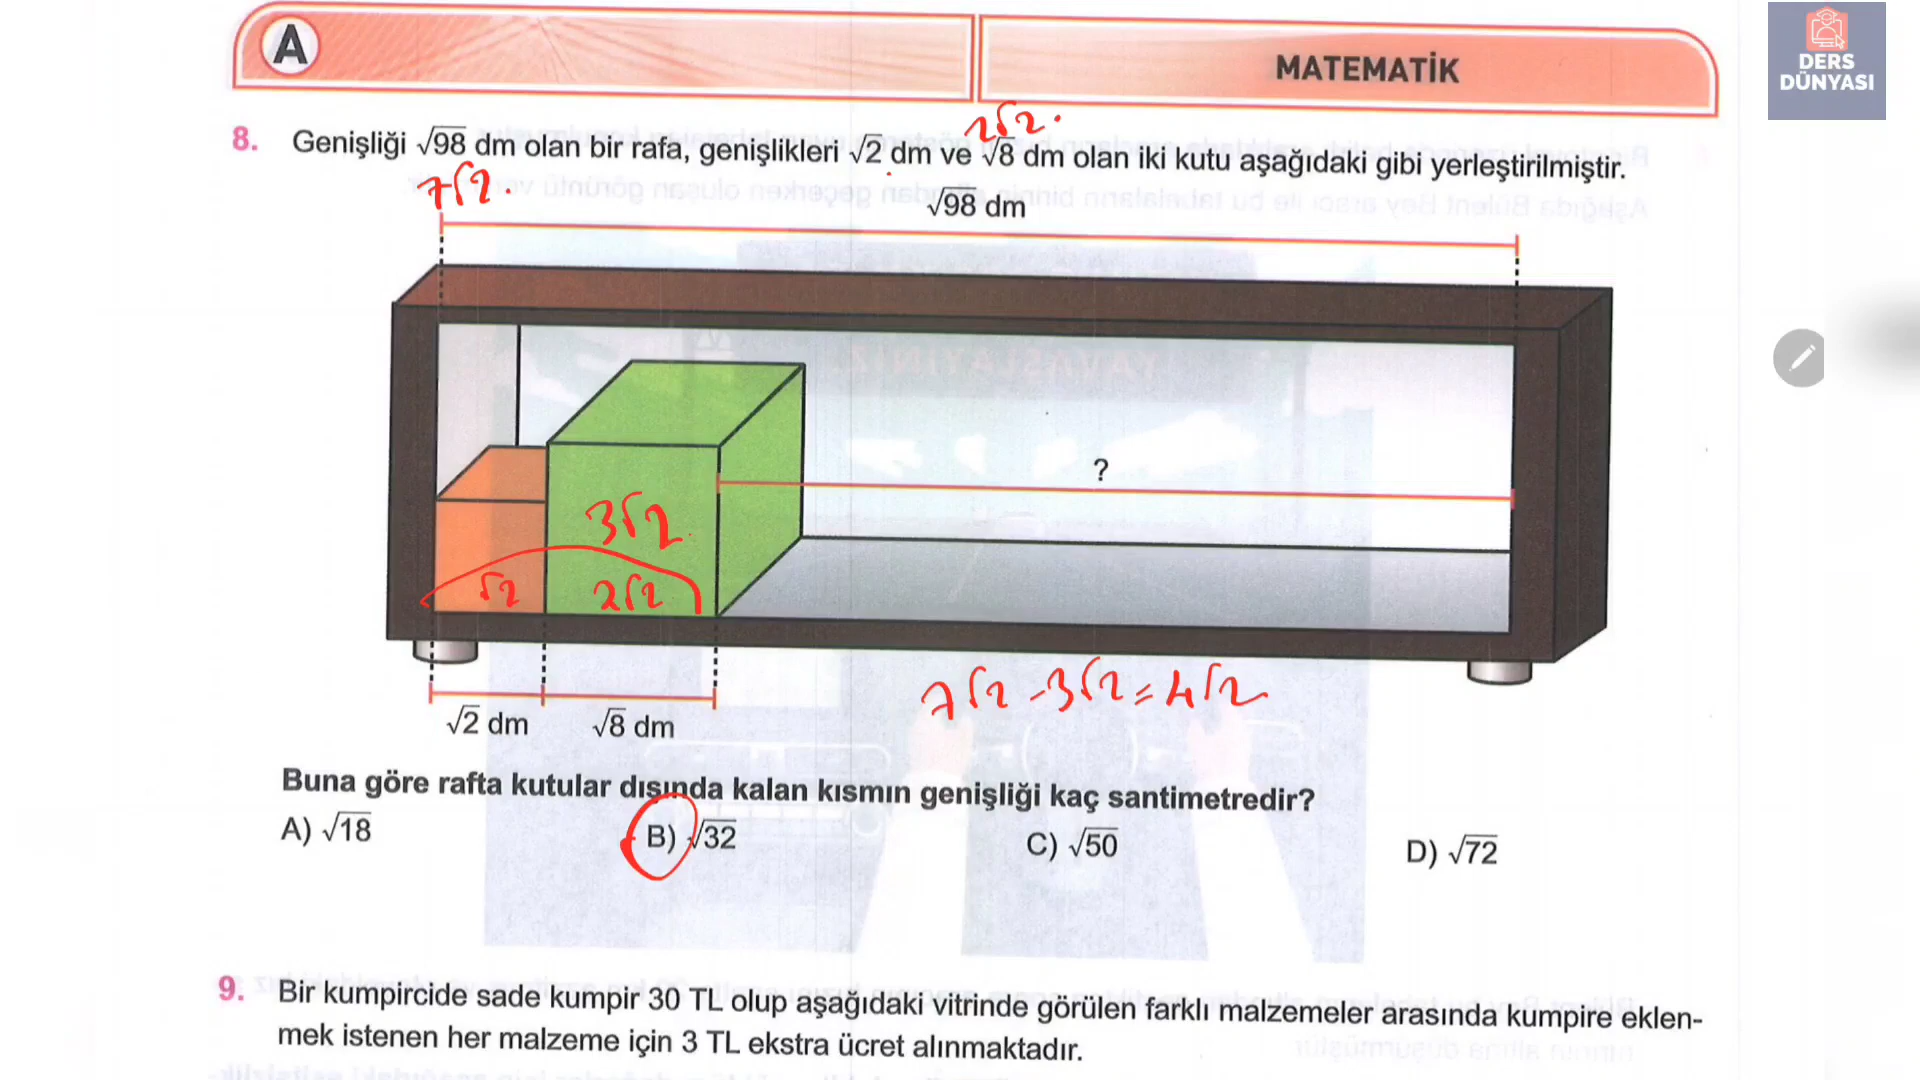 A
MATEMATİK
DERS
DÜNYASI
2√2.
8. Genişliği √98 dm olan bir rafa, genişlikleri √2 dm ve √8 dm olan iki kutu aşağıdaki gibi yerleştirilmiştir.
7√2.
√98 dm
?
3√2
√2 2√2
7√2 - 3√2 = 4√2
√2 dm √8 dm
Buna göre rafta kutular dışında kalan kısmın genişliği kaç santimetredir?
A) √18 B) √32 C) √50 D) √72
9. Bir kumpircide sade kumpir 30 TL olup aşağıdaki vitrinde görülen farklı malzemeler arasında kumpire eklen-
mek istenen her malzeme için 3 TL ekstra ücret alınmaktadır.